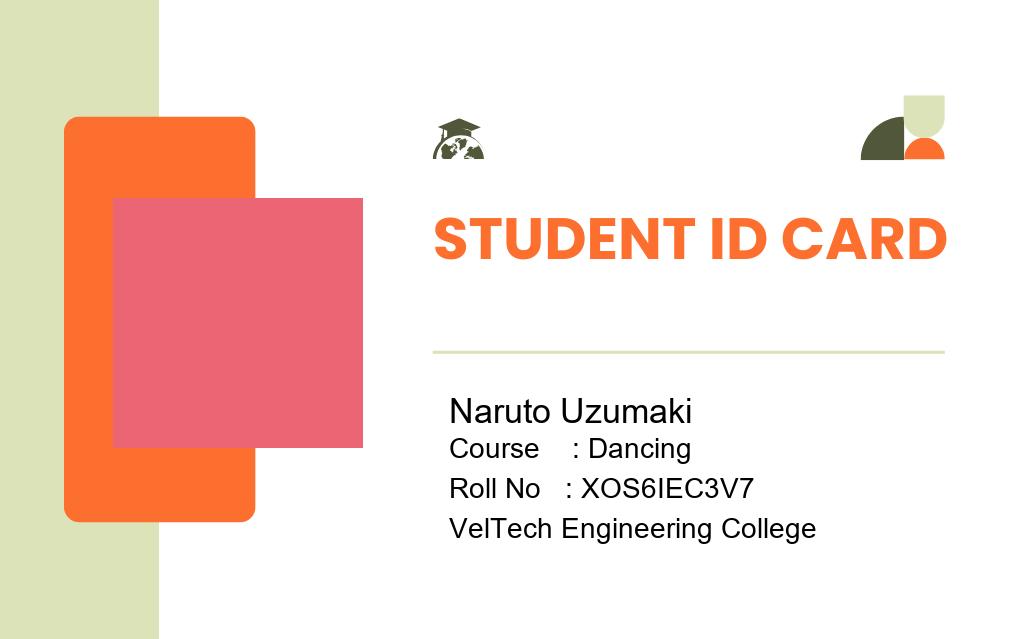 STUDENT ID CARD
Naruto Uzumaki
Course : Dancing
Roll No : XOS6IEC3V7
VelTech Engineering College